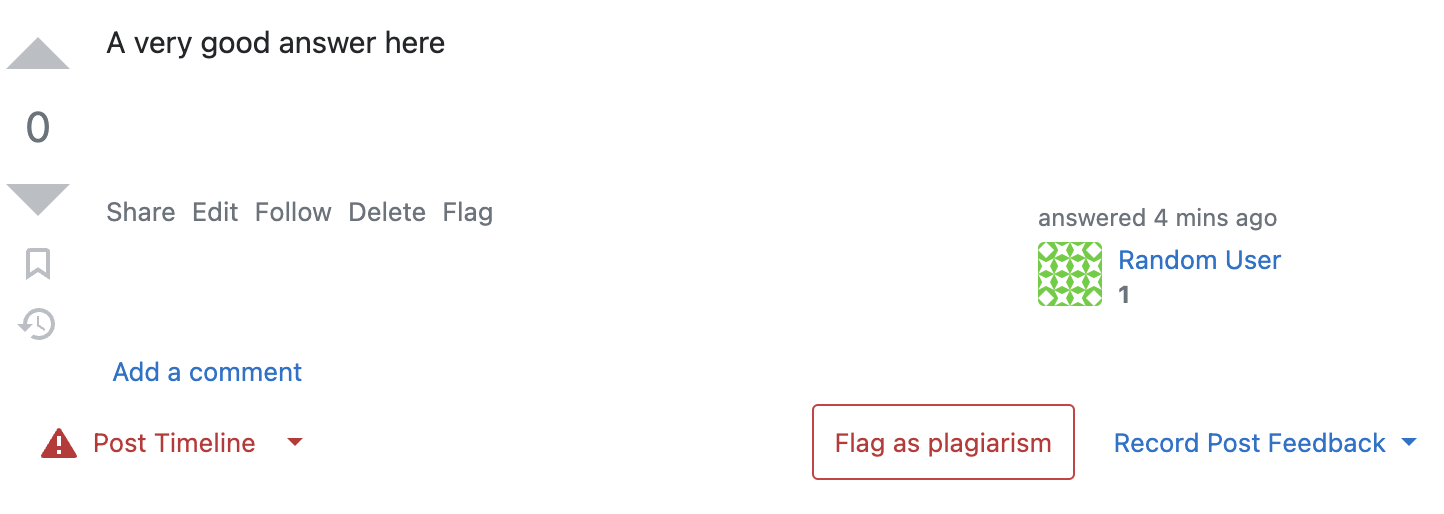 A very good answer here
0
Share Edit Follow Delete Flag
answered 4 mins ago
Random User
1
Add a comment
Post Timeline
Flag as plagiarism
Record Post Feedback